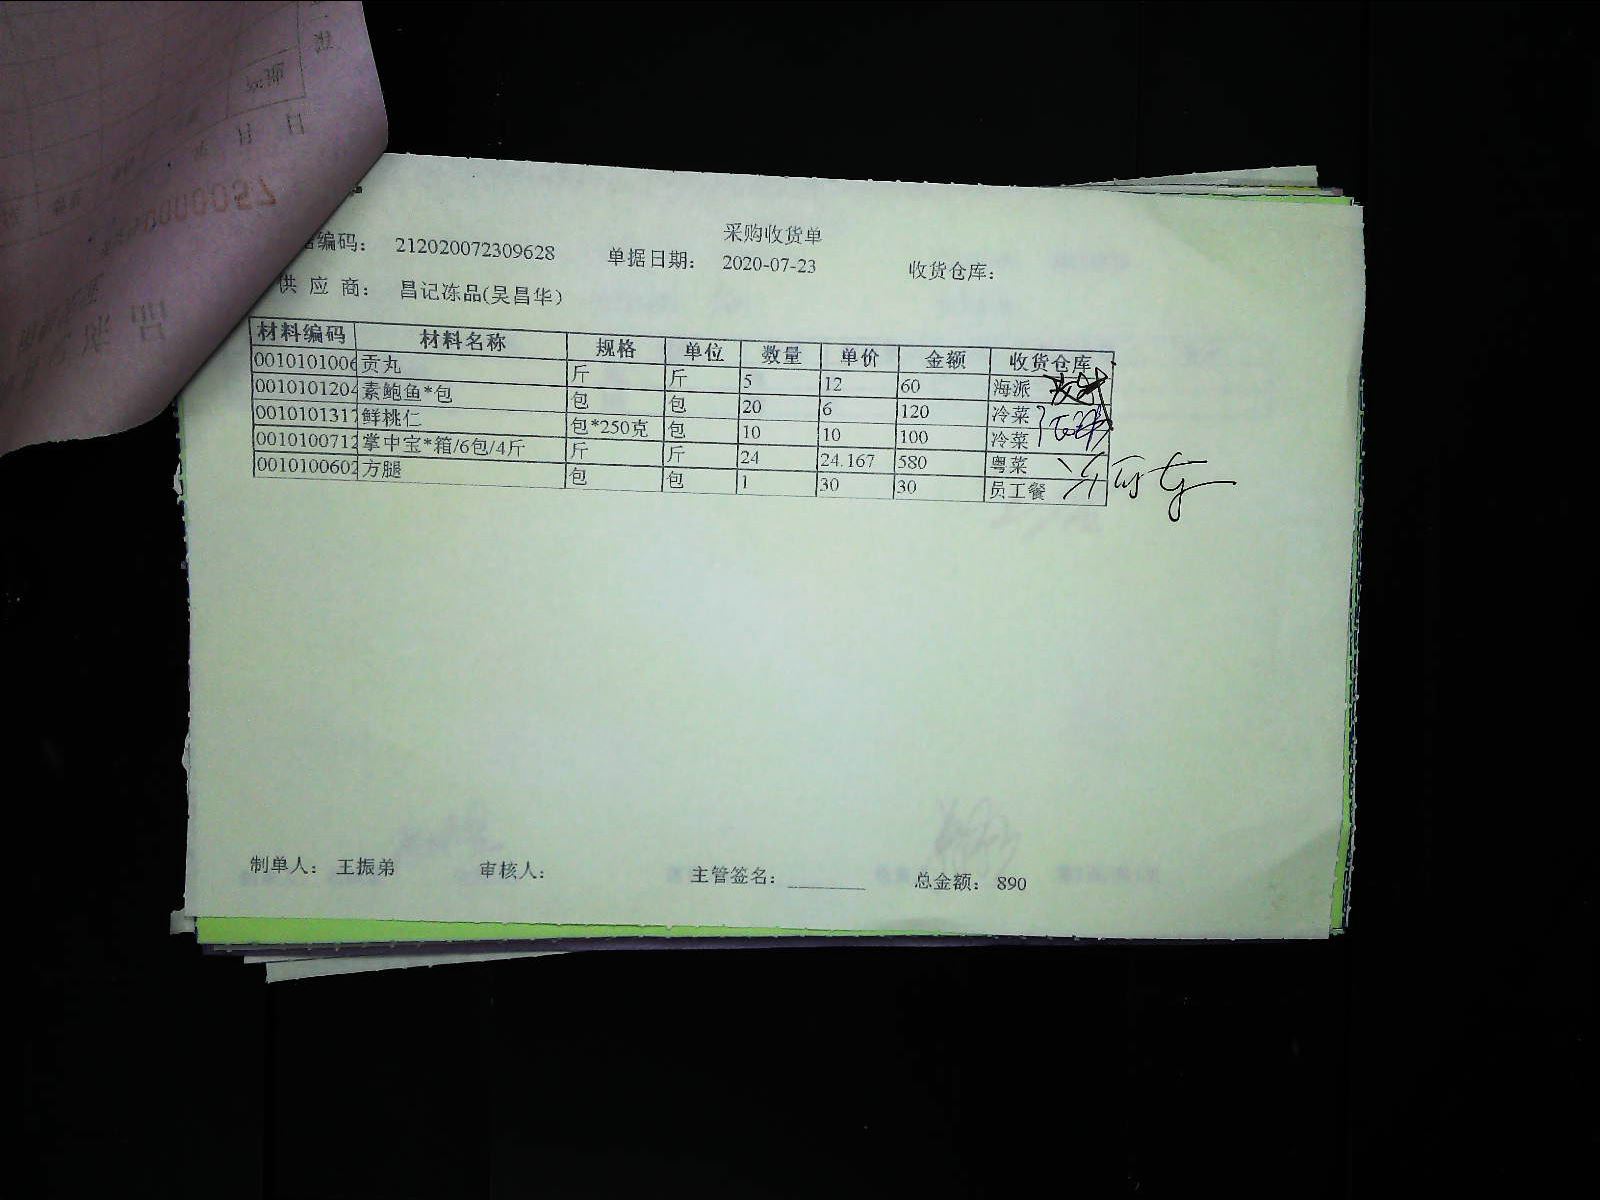 采购收货单
编码： 212020072309628 单据日期： 2020-07-23 收货仓库：
供 应 商： 昌记冻品(吴昌华)
材料编码 材料名称 规格 单位 数量 单价 金额 收货仓库
0010101006 贡丸 斤 斤 5 12 60 海派
0010101204 素鲍鱼*包 包 包 20 6 120 冷菜
0010101317 鲜桃仁 包*250克 包 10 10 100 冷菜
0010100712 掌中宝*箱/6包/4斤 斤 斤 24 24.167 580 粤菜
0010100602 方腿 包 包 1 30 30 员工餐
制单人： 王振弟 审核人： 主管签名： 总金额： 890